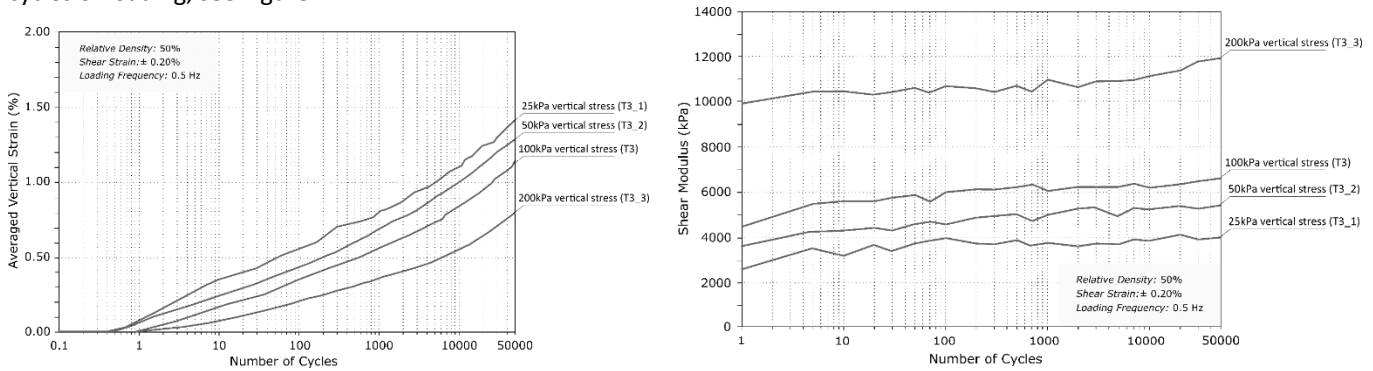 2.00
1.50
1.00
0.50
0.00
Averaged Vertical Strain (%)
Relative Density: 50%
Shear Strain: ± 0.20%
Loading Frequency: 0.5 Hz
25kPa vertical stress (T3_1)
50kPa vertical stress (T3_2)
100kPa vertical stress (T3)
200kPa vertical stress (T3_3)
0.1 1 10 100 1000 10000 50000
Number of Cycles
14000
12000
10000
8000
6000
4000
2000
0
Shear Modulus (kPa)
200kPa vertical stress (T3_3)
100kPa vertical stress (T3)
50kPa vertical stress (T3_2)
25kPa vertical stress (T3_1)
Relative Density: 50%
Shear Strain: ± 0.20%
Loading Frequency: 0.5 Hz
1 10 100 1000 10000 50000
Number of Cycles